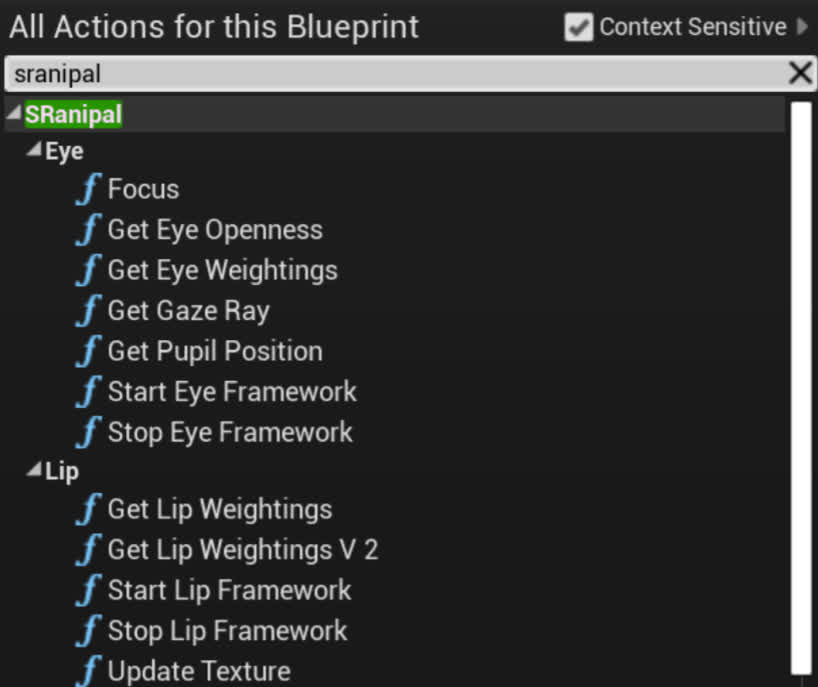 All Actions for this Blueprint
Context Sensitive
sranipal
SRanipal
Eye
Focus
Get Eye Openness
Get Eye Weightings
Get Gaze Ray
Get Pupil Position
Start Eye Framework
Stop Eye Framework
Lip
Get Lip Weightings
Get Lip Weightings V 2
Start Lip Framework
Stop Lip Framework
Update Texture